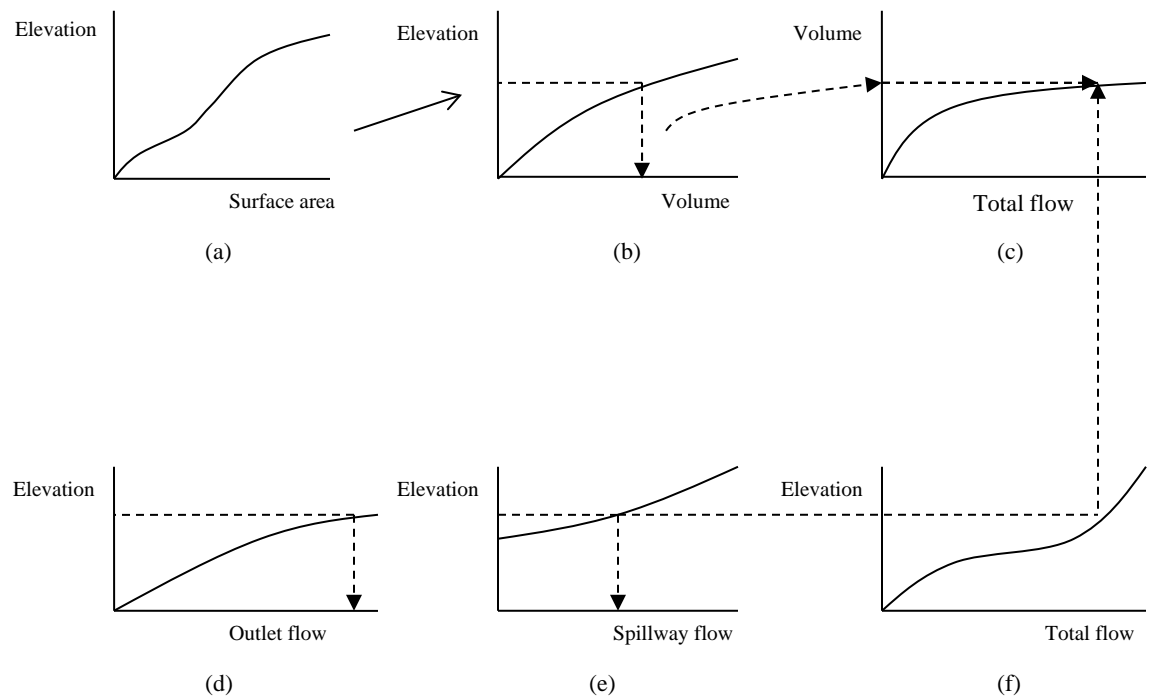 Elevation
Surface area
(a)
Elevation
Volume
(b)
Volume
Total flow
(c)
Elevation
Outlet flow
(d)
Elevation
Spillway flow
(e)
Elevation
Total flow
(f)